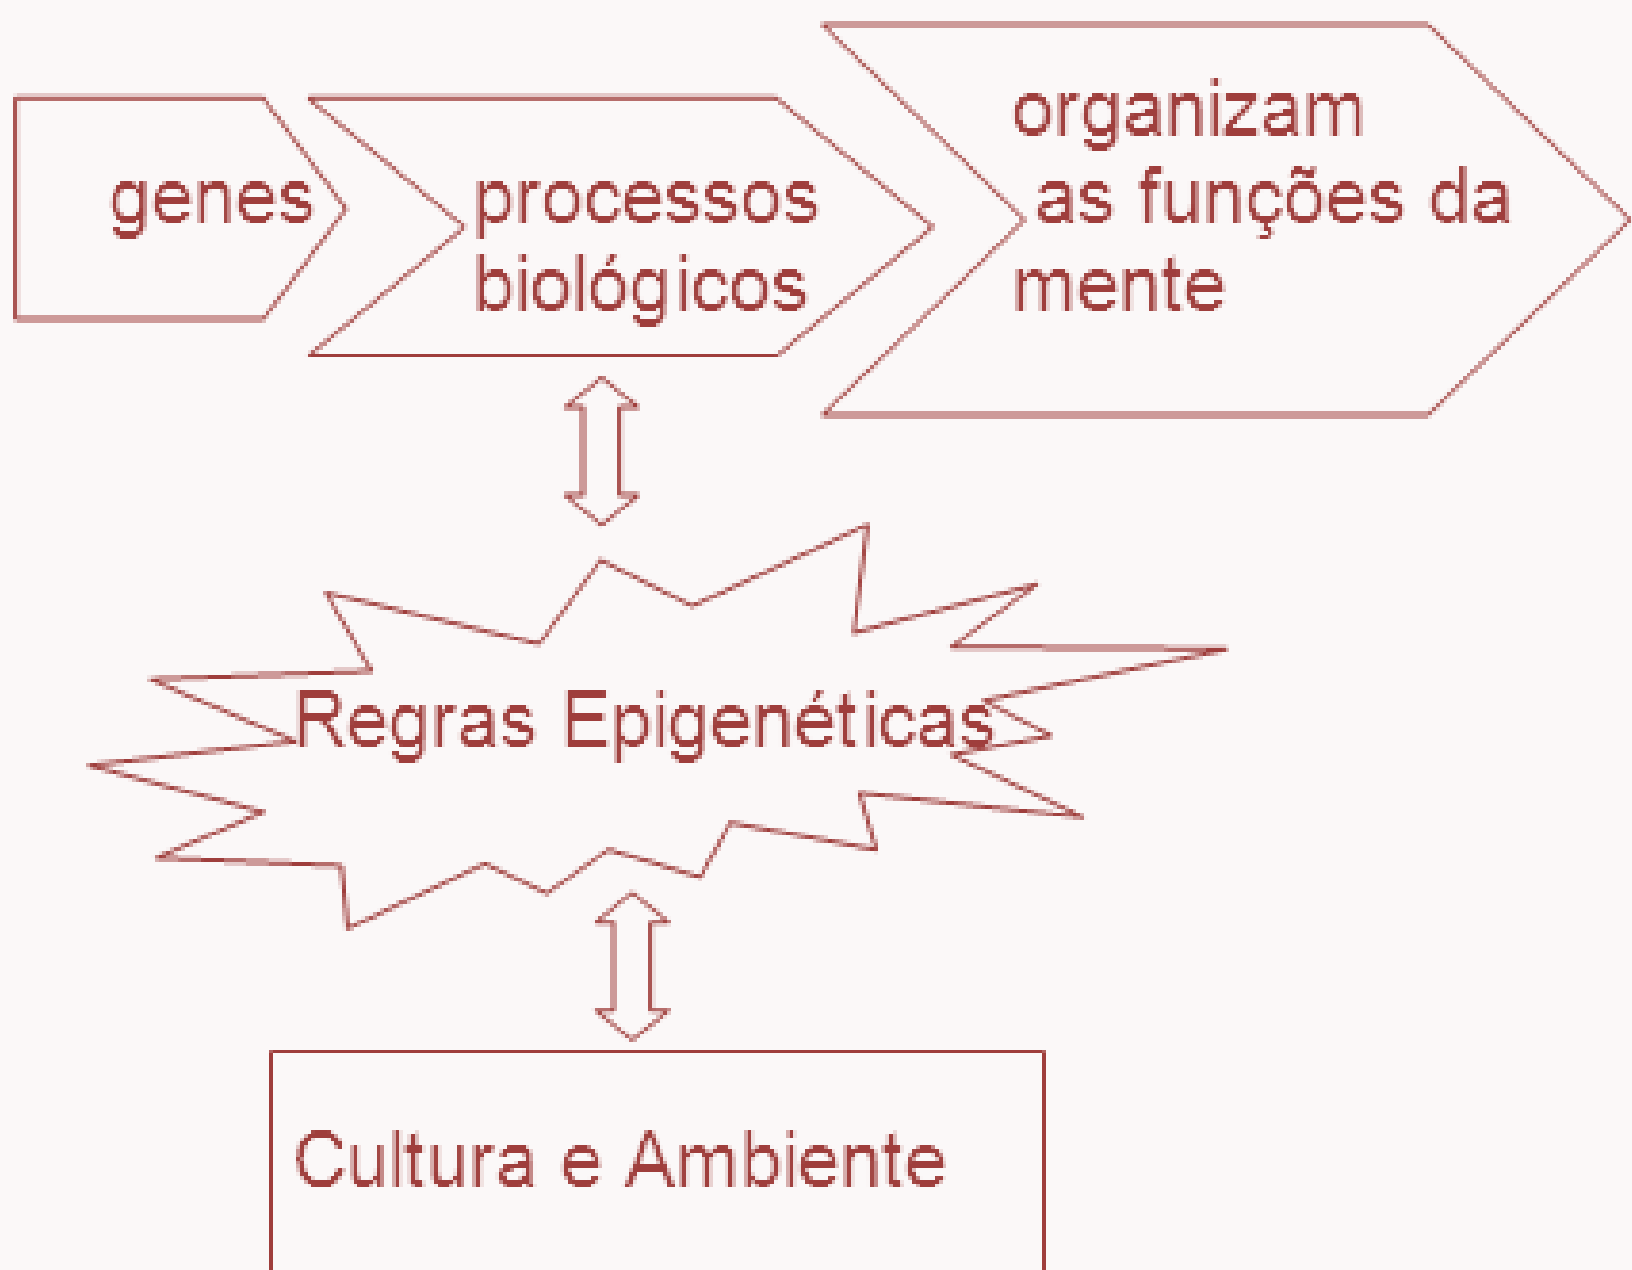 genes
processos
biológicos
organizam
as funções da
mente
Regras Epigenéticas
Cultura e Ambiente